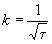 k = 1/√τ